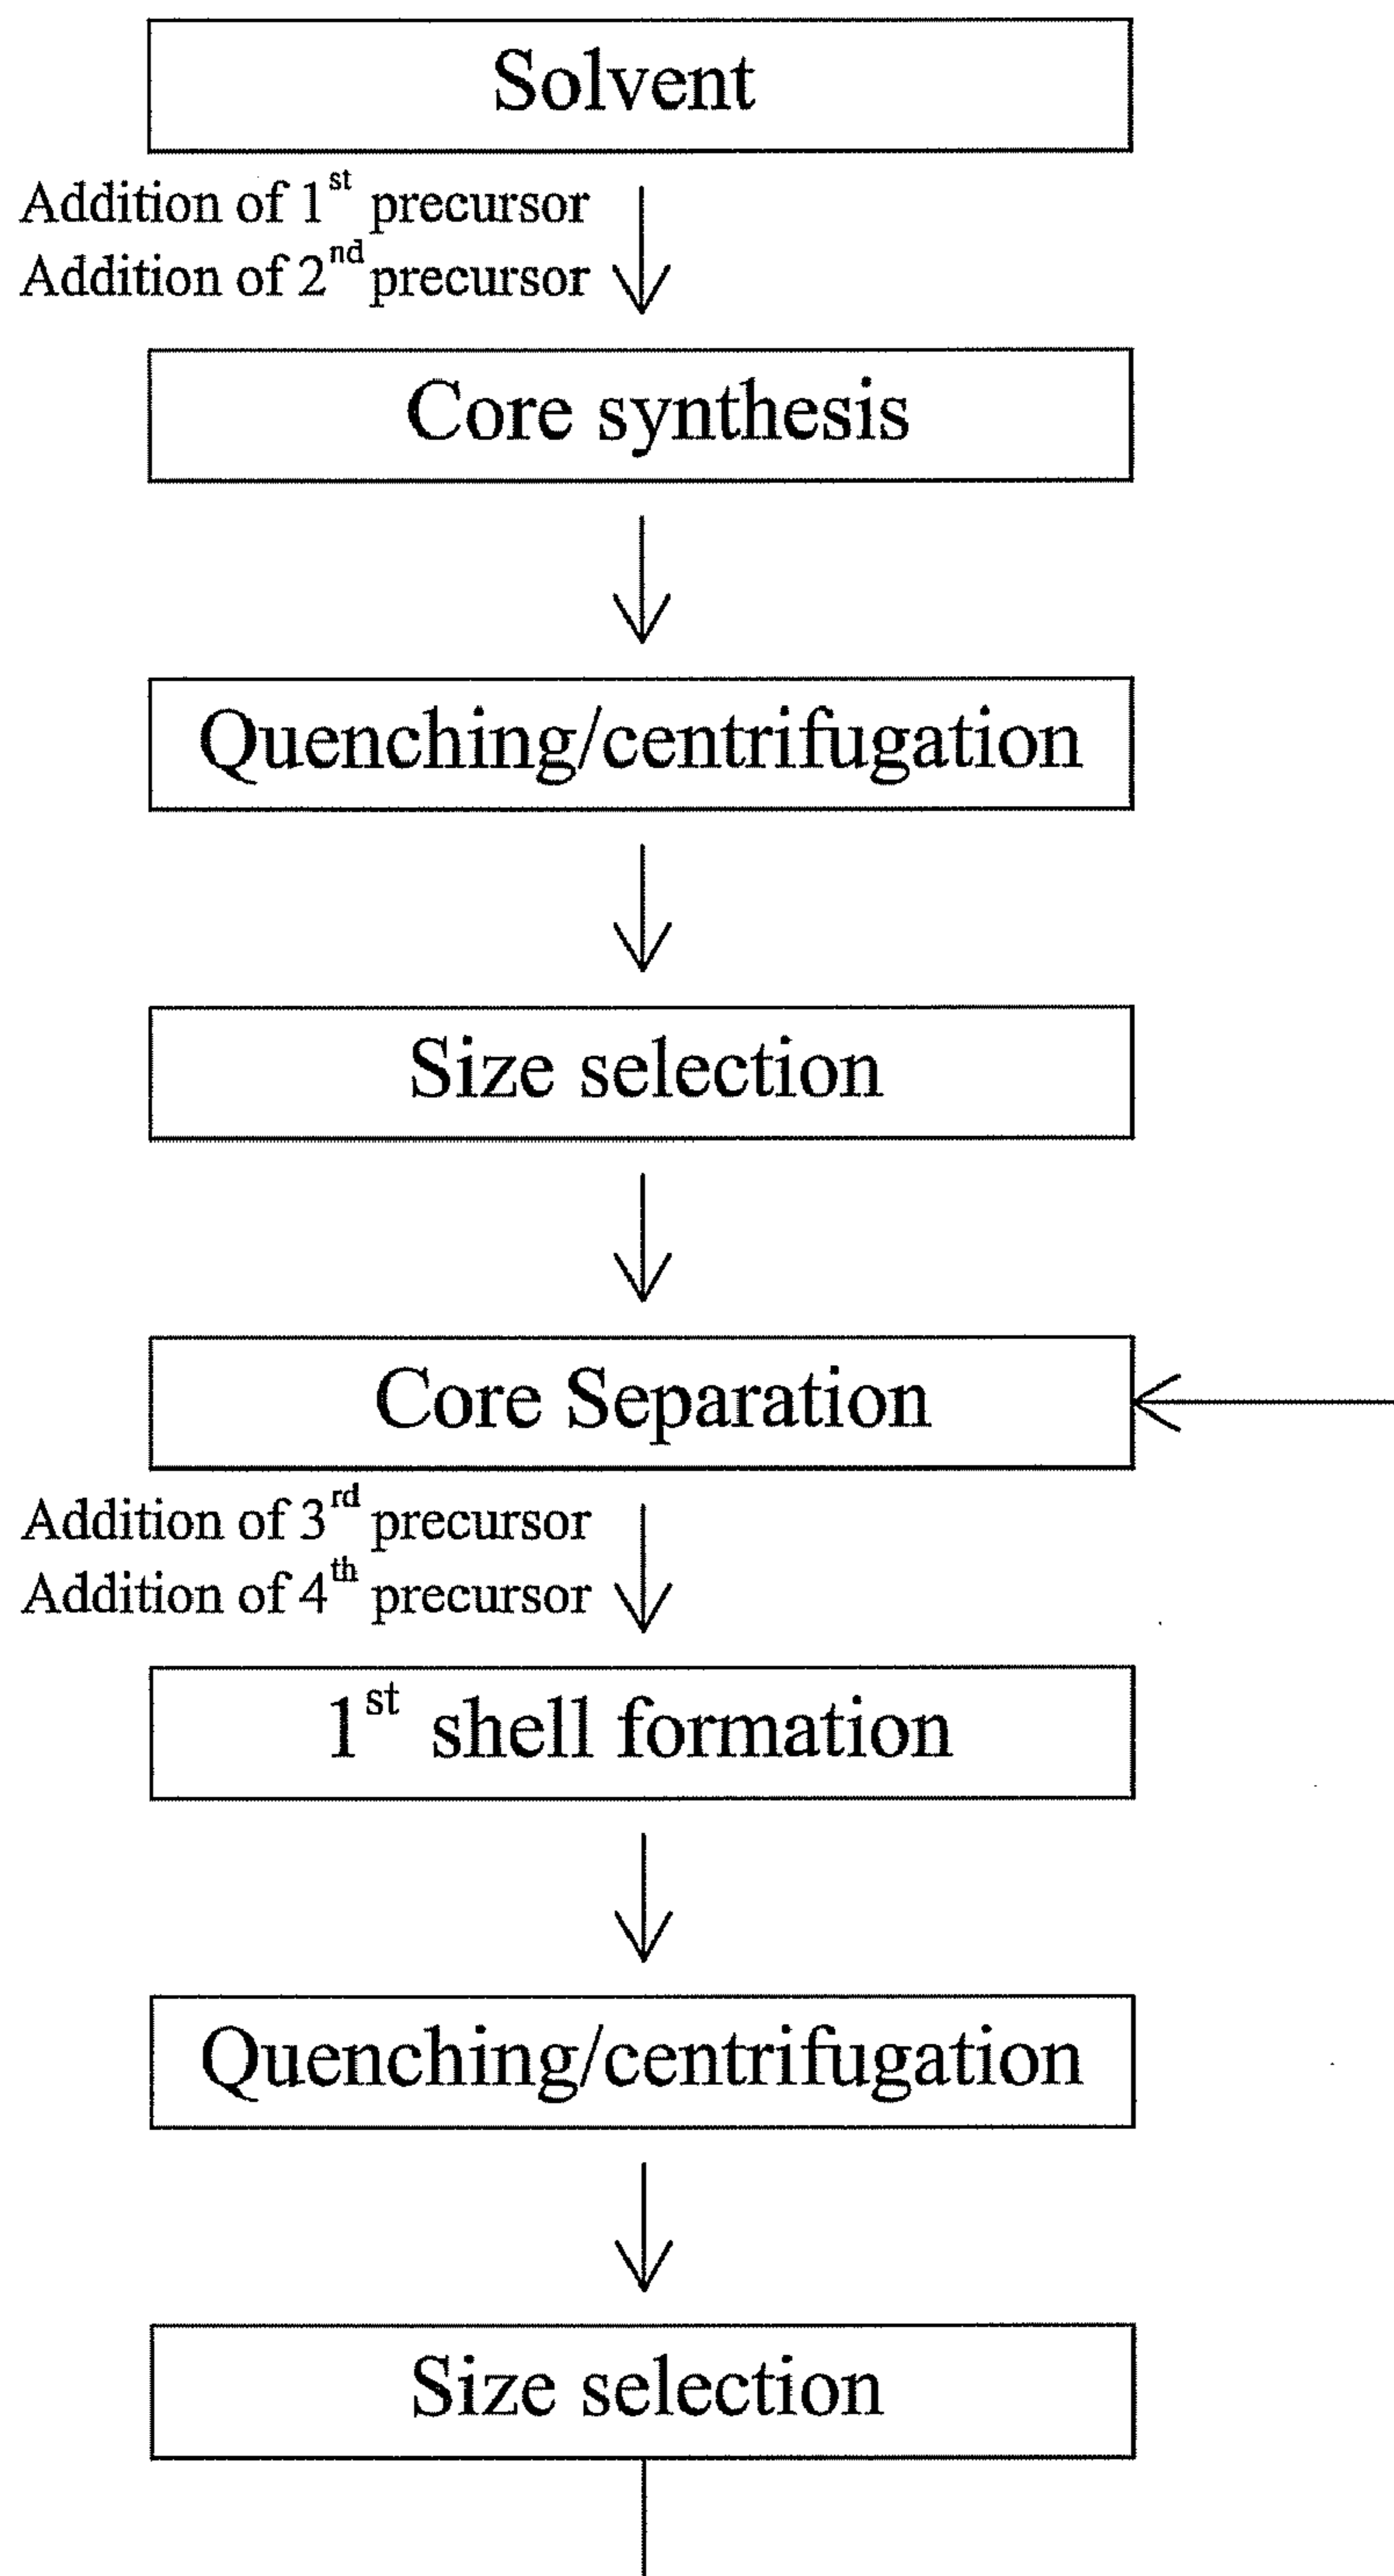 Solvent
Addition of 1st precursor
Addition of 2nd precursor
Core synthesis
Quenching/centrifugation
Size selection
Core Separation
Addition of 3rd precursor
Addition of 4th precursor
1st shell formation
Quenching/centrifugation
Size selection